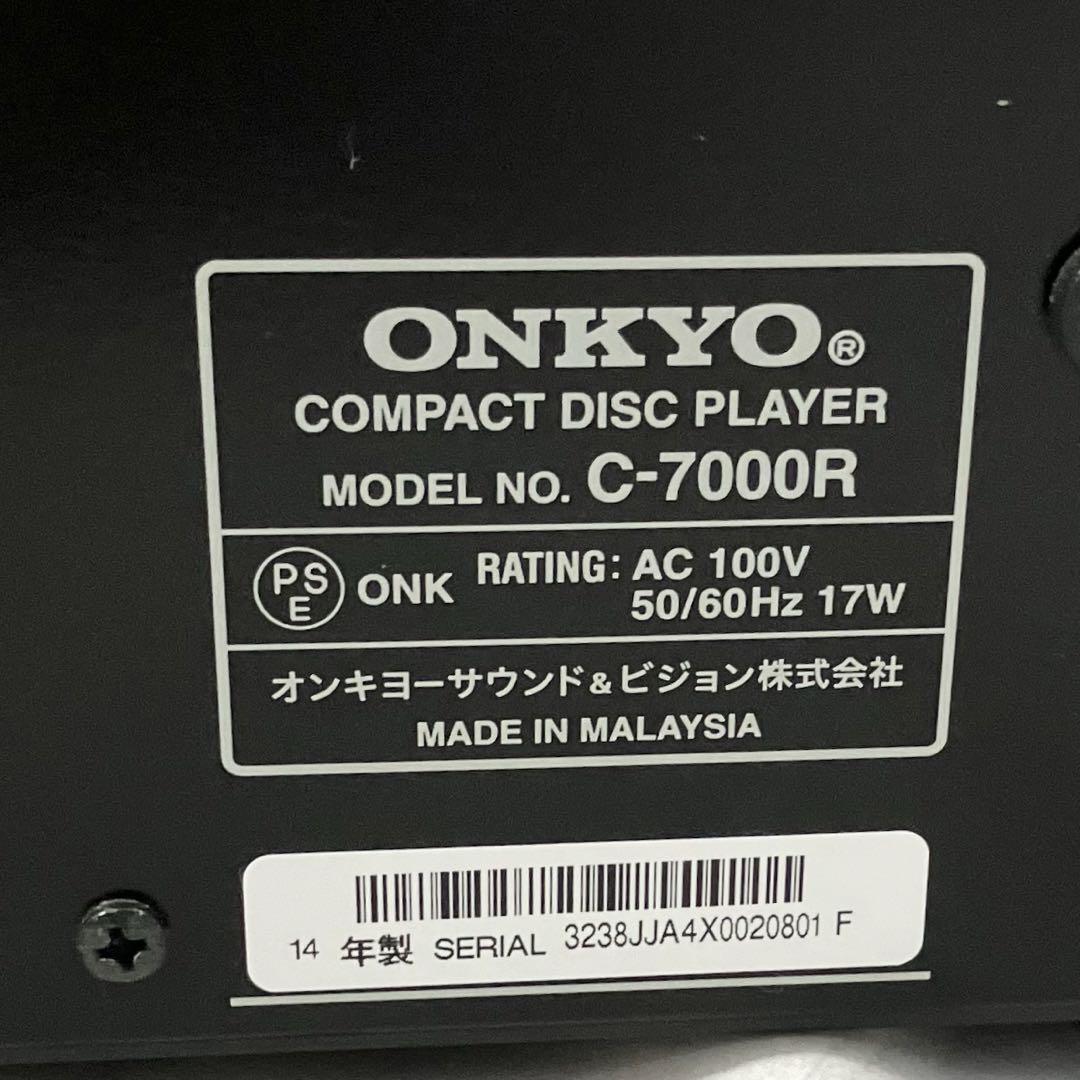 ONKYO®
COMPACT DISC PLAYER
MODEL NO. C-7000R
PSE ONK RATING: AC 100V
50/60Hz 17W
オンキヨーサウンド&ビジョン株式会社
MADE IN MALAYSIA
14 年製 SERIAL 3238JJA4X0020801 F